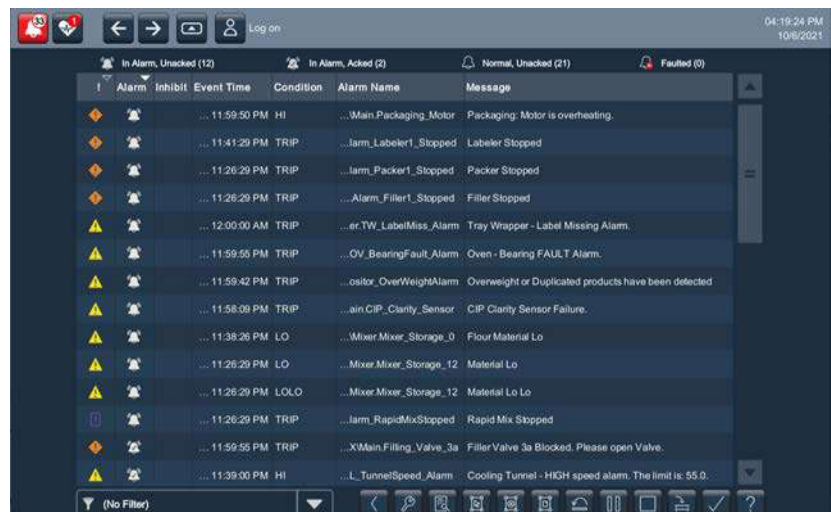 33
1
Log on
04:19:24 PM
10/6/2021
In Alarm, Unacked (12) In Alarm, Acked (2) Normal, Unacked (21) Faulted (0)
! Alarm Inhibit Event Time Condition Alarm Name Message
... 11:59:50 PM HI ...\Main.Packaging_Motor Packaging: Motor is overheating.
... 11:41:29 PM TRIP ...larm_Labeler1_Stopped Labeler Stopped
... 11:26:29 PM TRIP ...larm_Packer1_Stopped Packer Stopped
... 11:26:29 PM TRIP ....Alarm_Filler1_Stopped Filler Stopped
... 12:00:00 AM TRIP ...er.TW_LabelMiss_Alarm Tray Wrapper - Label Missing Alarm.
... 11:59:55 PM TRIP ...OV_BearingFault_Alarm Oven - Bearing FAULT Alarm.
... 11:59:42 PM TRIP ...ositor_OverWeightAlarm Overweight or Duplicated products have been detected
... 11:58:09 PM TRIP ...ain.CIP_Clarity_Sensor CIP Clarity Sensor Failure.
... 11:38:26 PM LO ...\Mixer.Mixer_Storage_0 Flour Material Lo
... 11:26:29 PM LO ...Mixer.Mixer_Storage_12 Material Lo
... 11:26:29 PM LOLO ...Mixer.Mixer_Storage_12 Material Lo Lo
... 11:26:29 PM TRIP ...larm_RapidMixStopped Rapid Mix Stopped
... 11:59:55 PM TRIP ...X\Main.Filling_Valve_3a Filler Valve 3a Blocked. Please open Valve.
... 11:39:00 PM HI ...L_TunnelSpeed_Alarm Cooling Tunnel - HIGH speed alarm. The limit is: 55.0.
(No Filter) ?